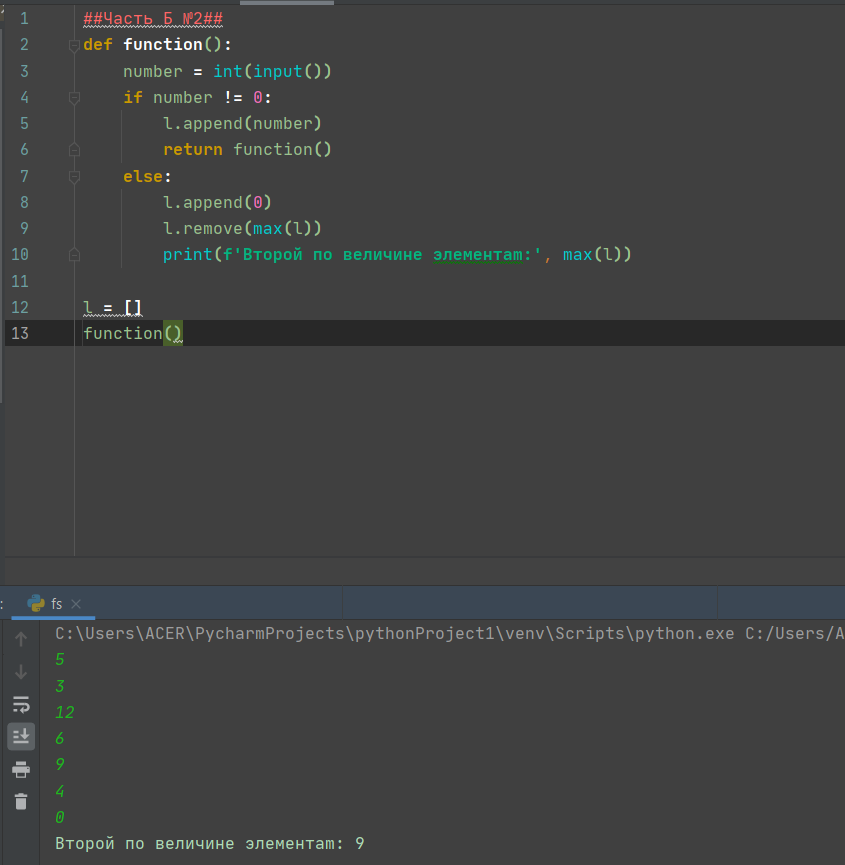 1 ##Часть Б №2##
2 def function():
3 number = int(input())
4 if number != 0:
5 l.append(number)
6 return function()
7 else:
8 l.append(0)
9 l.remove(max(l))
10 print(f'Второй по величине элементам:', max(l))
11
12 l = []
13 function()
: fs ×
C:\Users\ACER\PycharmProjects\pythonProject1\venv\Scripts\python.exe C:/Users/A
5
3
12
6
9
4
0
Второй по величине элементам: 9